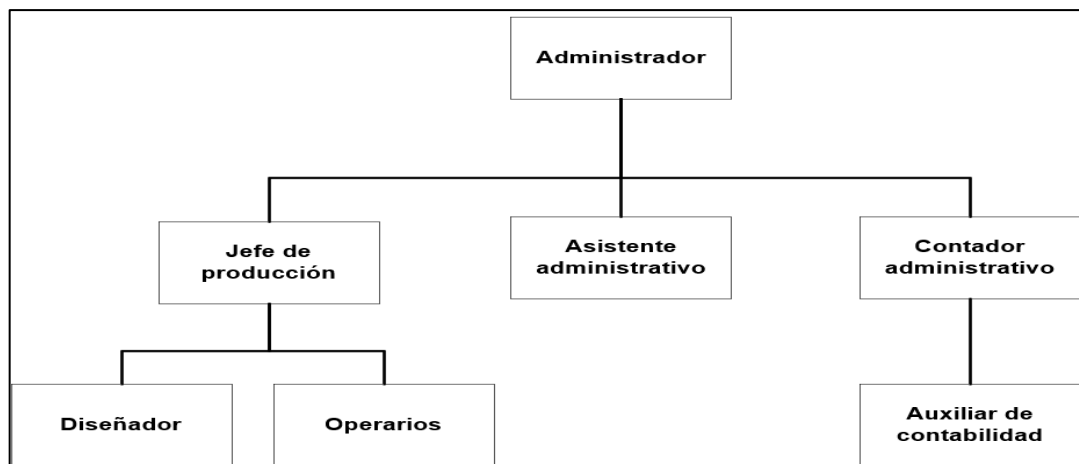 Administrador
Jefe de
producción
Asistente
administrativo
Contador
administrativo
Diseñador
Operarios
Auxiliar de
contabilidad